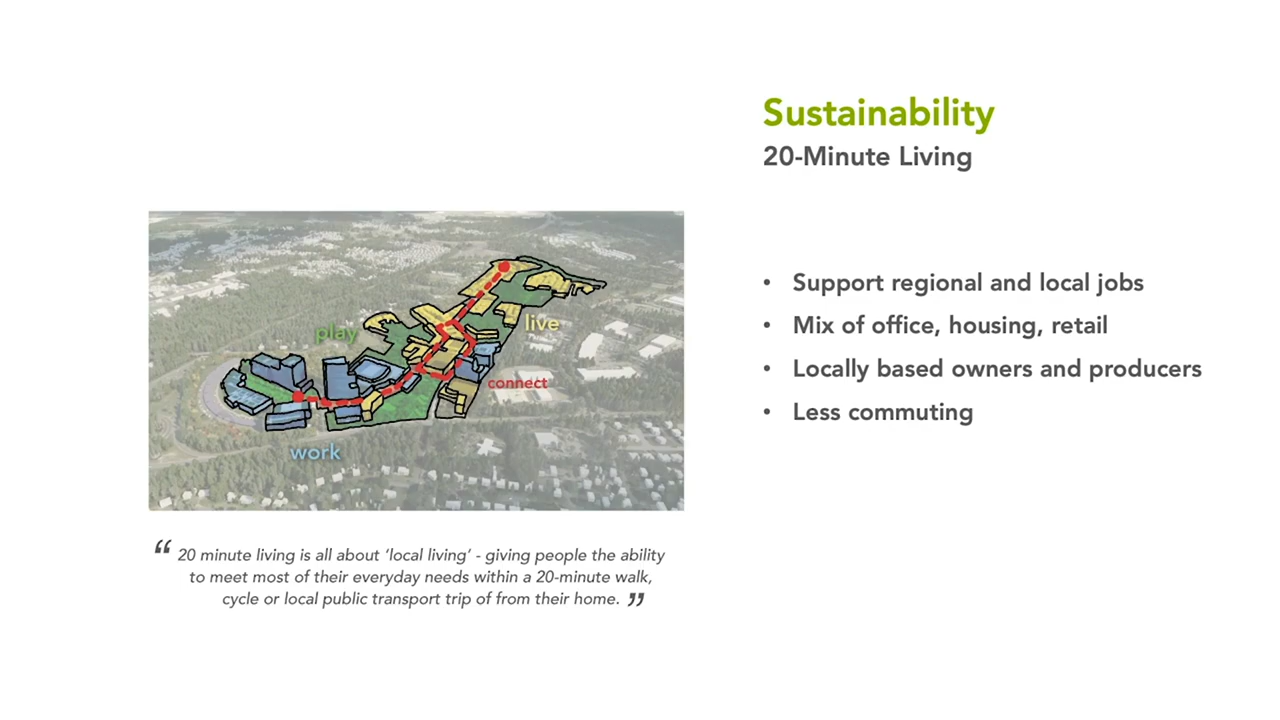 Sustainability
20-Minute Living
• Support regional and local jobs
• Mix of office, housing, retail
• Locally based owners and producers
• Less commuting
play
live
connect
work
“ 20 minute living is all about ‘local living’ - giving people the ability
to meet most of their everyday needs within a 20-minute walk,
cycle or local public transport trip of from their home. ”